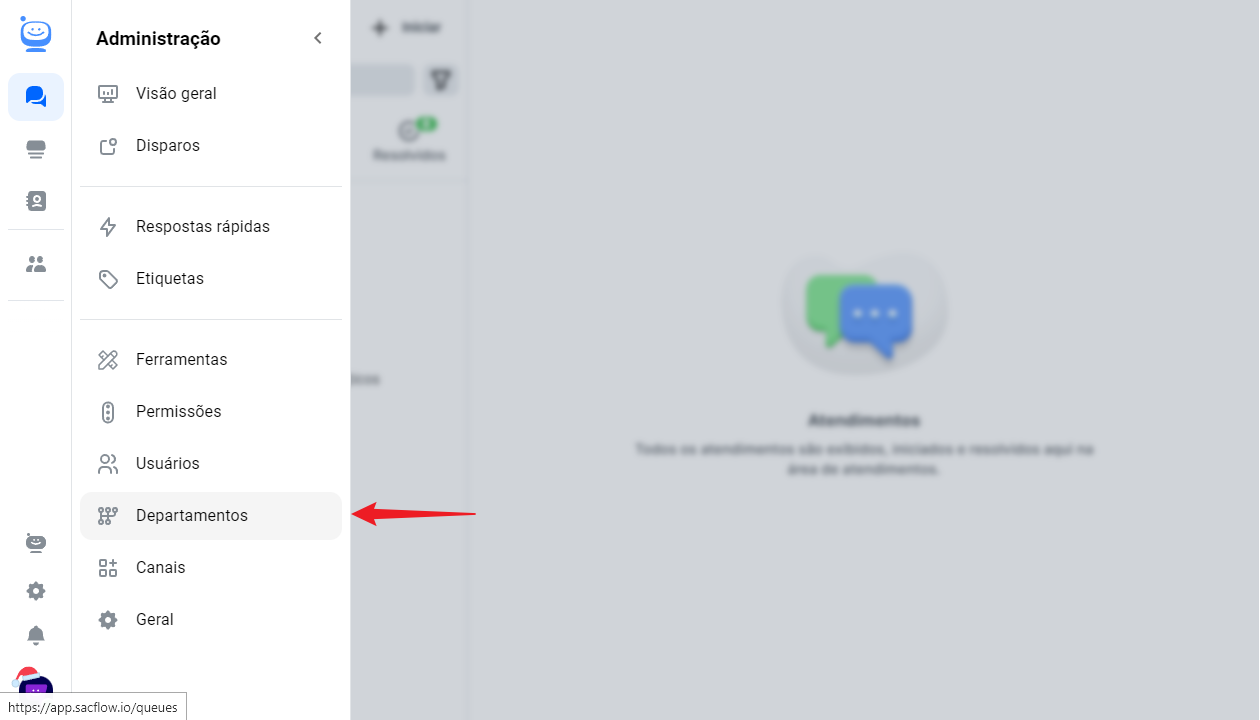 Administração
Visão geral
Disparos
Respostas rápidas
Etiquetas
Ferramentas
Permissões
Usuários
Departamentos
Canais
Geral
Iniciar
Resolvidos
Atendimentos
Todos os atendimentos são exibidos, iniciados e resolvidos aqui na
área de atendimentos.
https://app.sacflow.io/queues